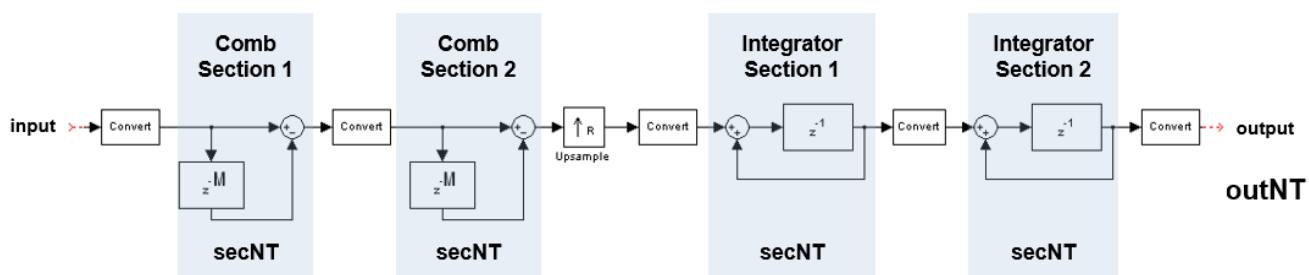 Comb
Section 1
Comb
Section 2
Integrator
Section 1
Integrator
Section 2
input
Convert
+
−
Convert
+
−
↑ R
Upsample
Convert
+
+
z^-1
Convert
+
+
z^-1
Convert
output
z^-M
z^-M
outNT
secNT
secNT
secNT
secNT